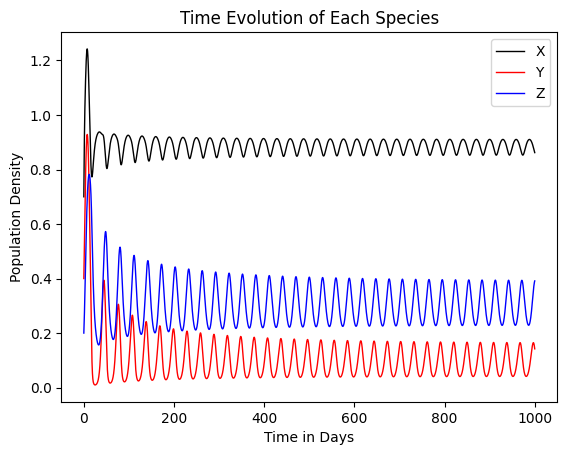 Time Evolution of Each Species
X
Y
Z
1.2
1.0
0.8
0.6
0.4
0.2
0.0
Population Density
0 200 400 600 800 1000
Time in Days